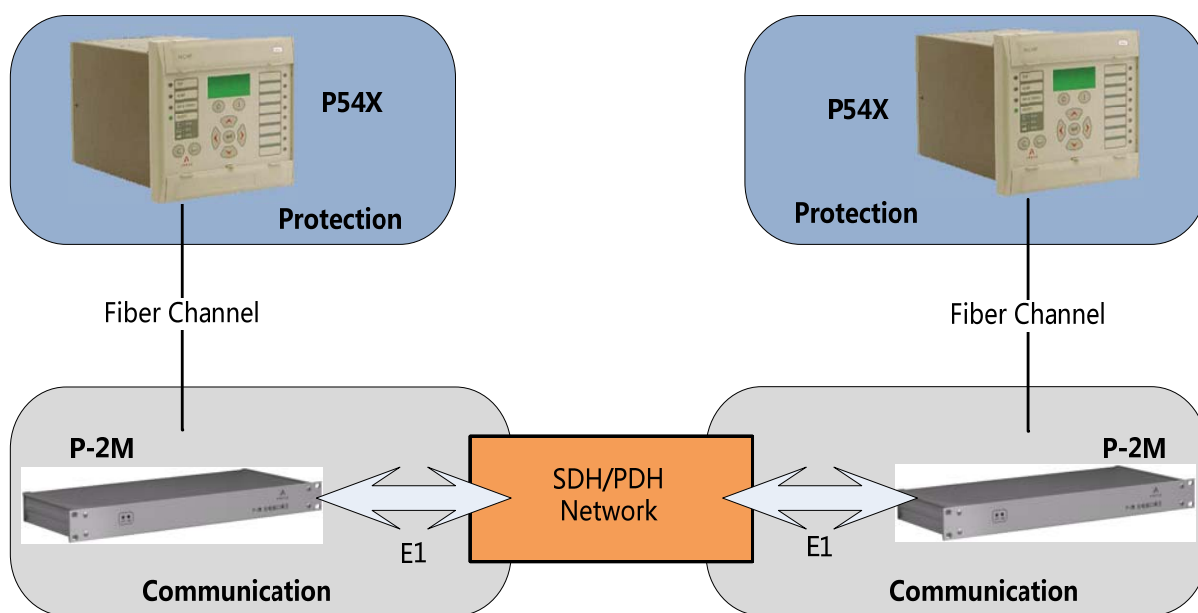 P54X
Protection
P54X
Protection
Fiber Channel
Fiber Channel
P-2M
E1
Communication
SDH/PDH
Network
P-2M
E1
Communication